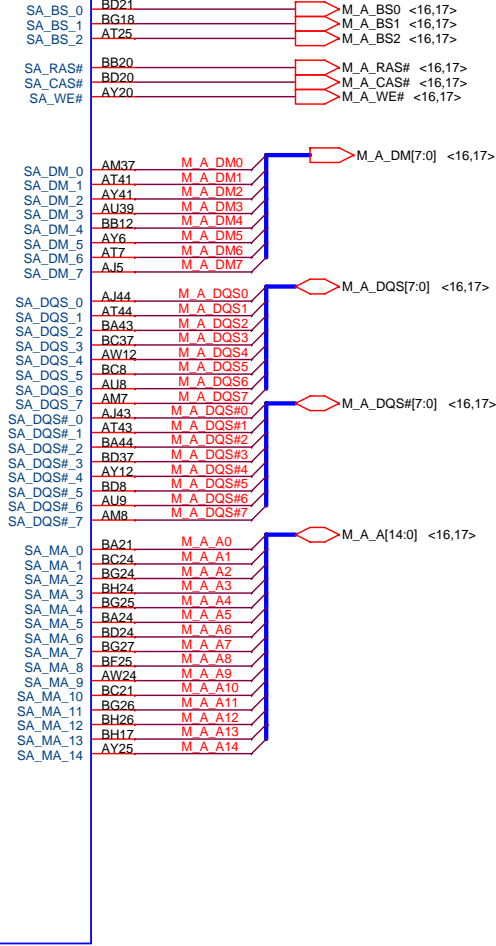 SA_BS_0 BD21 M_A_BS0 <16,17>
SA_BS_1 BG18 M_A_BS1 <16,17>
SA_BS_2 AT25 M_A_BS2 <16,17>
SA_RAS# BB20 M_A_RAS# <16,17>
SA_CAS# BD20 M_A_CAS# <16,17>
SA_WE# AY20 M_A_WE# <16,17>
M_A_DM[7:0] <16,17>
SA_DM_0 AM37 M_A_DM0
SA_DM_1 AT41 M_A_DM1
SA_DM_2 AY41 M_A_DM2
SA_DM_3 AU39 M_A_DM3
SA_DM_4 BB12 M_A_DM4
SA_DM_5 AY6 M_A_DM5
SA_DM_6 AT7 M_A_DM6
SA_DM_7 AJ5 M_A_DM7
M_A_DQS[7:0] <16,17>
SA_DQS_0 AJ44 M_A_DQS0
SA_DQS_1 AT44 M_A_DQS1
SA_DQS_2 BA43 M_A_DQS2
SA_DQS_3 BC37 M_A_DQS3
SA_DQS_4 AW12 M_A_DQS4
SA_DQS_5 BC8 M_A_DQS5
SA_DQS_6 AU8 M_A_DQS6
SA_DQS_7 AM7 M_A_DQS7
M_A_DQS#[7:0] <16,17>
SA_DQS#_0 AJ43 M_A_DQS#0
SA_DQS#_1 AT43 M_A_DQS#1
SA_DQS#_2 BA44 M_A_DQS#2
SA_DQS#_3 BD37 M_A_DQS#3
SA_DQS#_4 AY12 M_A_DQS#4
SA_DQS#_5 BD8 M_A_DQS#5
SA_DQS#_6 AU9 M_A_DQS#6
SA_DQS#_7 AM8 M_A_DQS#7
M_A_A[14:0] <16,17>
SA_MA_0 BA21 M_A_A0
SA_MA_1 BC24 M_A_A1
SA_MA_2 BG24 M_A_A2
SA_MA_3 BH24 M_A_A3
SA_MA_4 BG25 M_A_A4
SA_MA_5 BA24 M_A_A5
SA_MA_6 BD24 M_A_A6
SA_MA_7 BG27 M_A_A7
SA_MA_8 BF25 M_A_A8
SA_MA_9 AW24 M_A_A9
SA_MA_10 BC21 M_A_A10
SA_MA_11 BG26 M_A_A11
SA_MA_12 BH26 M_A_A12
SA_MA_13 BH17 M_A_A13
SA_MA_14 AY25 M_A_A14